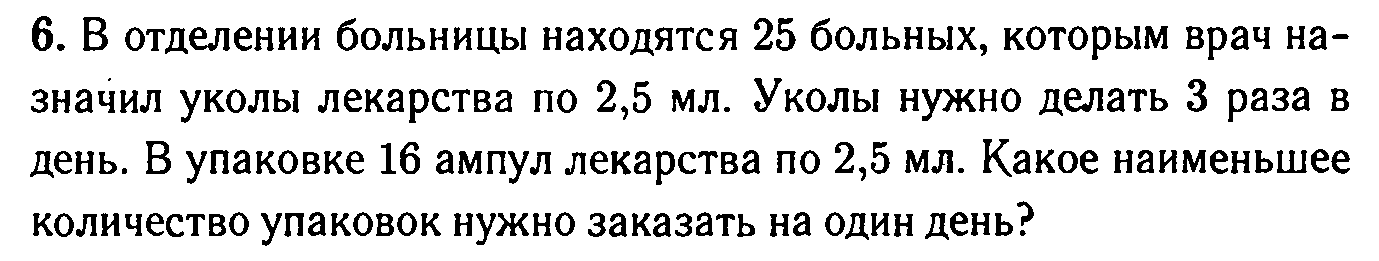 6. В отделении больницы находятся 25 больных, которым врач на-
значил уколы лекарства по 2,5 мл. Уколы нужно делать 3 раза в
день. В упаковке 16 ампул лекарства по 2,5 мл. Какое наименьшее
количество упаковок нужно заказать на один день?